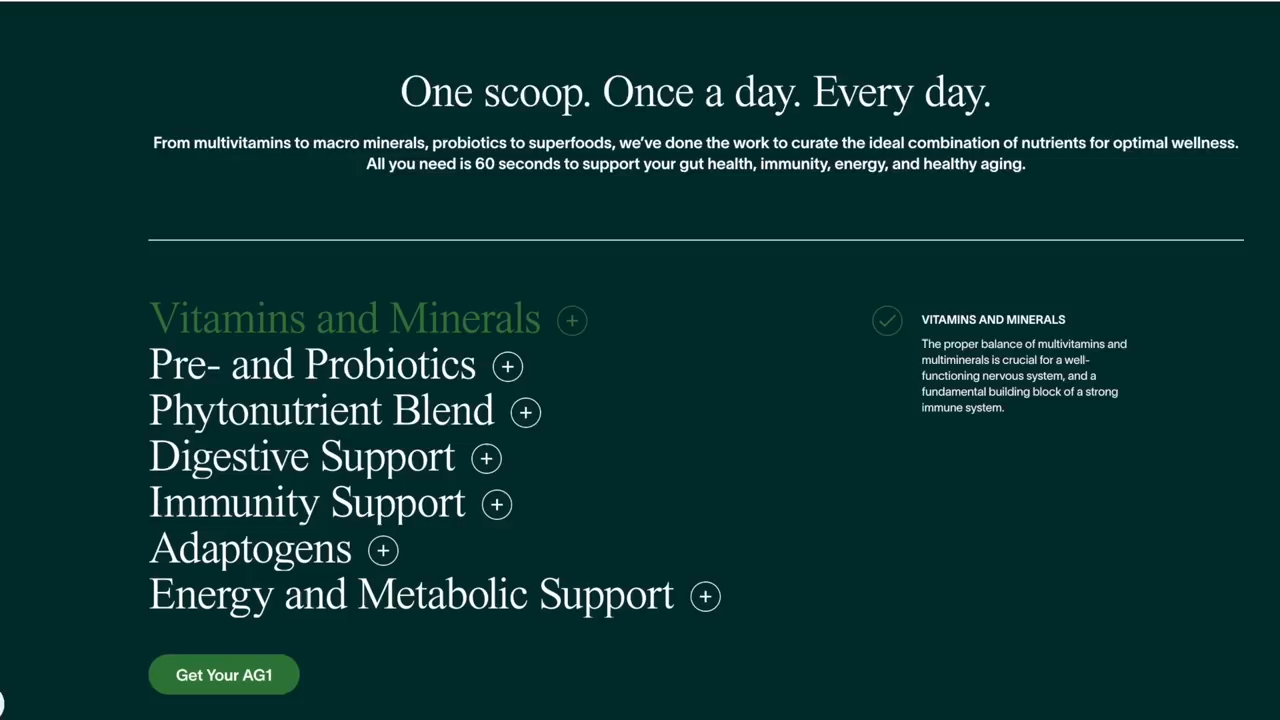 One scoop. Once a day. Every day.
From multivitamins to macro minerals, probiotics to superfoods, we’ve done the work to curate the ideal combination of nutrients for optimal wellness.
All you need is 60 seconds to support your gut health, immunity, energy, and healthy aging.
Vitamins and Minerals
Pre- and Probiotics
Phytonutrient Blend
Digestive Support
Immunity Support
Adaptogens
Energy and Metabolic Support
Get Your AG1
VITAMINS AND MINERALS
The proper balance of multivitamins and
multiminerals is crucial for a well-
functioning nervous system, and a
fundamental building block of a strong
immune system.